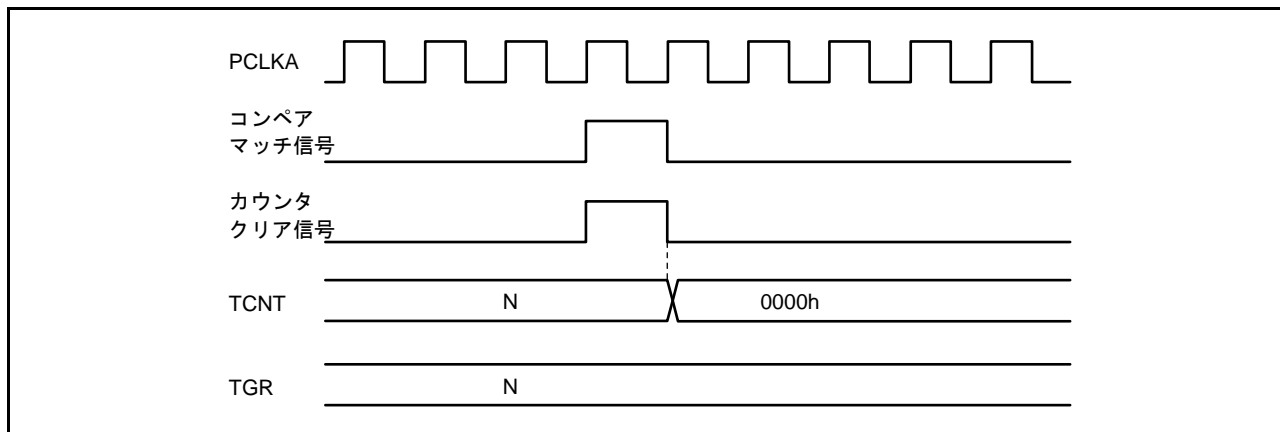 PCLKA
コンペア
マッチ信号
カウンタ
クリア信号
TCNT
N
0000h
TGR
N